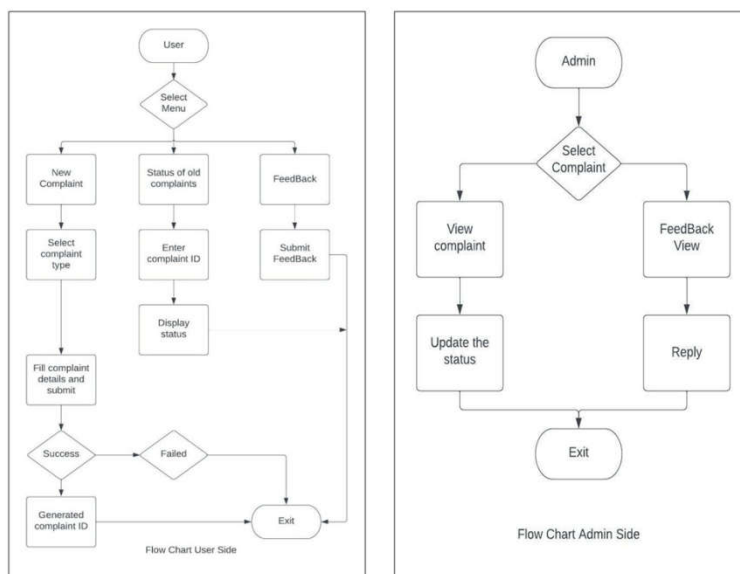 User
Select
Menu
New
Complaint
Status of old
complaints
FeedBack
Select
complaint
type
Enter
complaint ID
Submit
FeedBack
Display
status
Fill complaint
details and
submit
Success
Failed
Generated
complaint ID
Exit
Flow Chart User Side
Admin
Select
Complaint
View
complaint
FeedBack
View
Update the
status
Reply
Exit
Flow Chart Admin Side